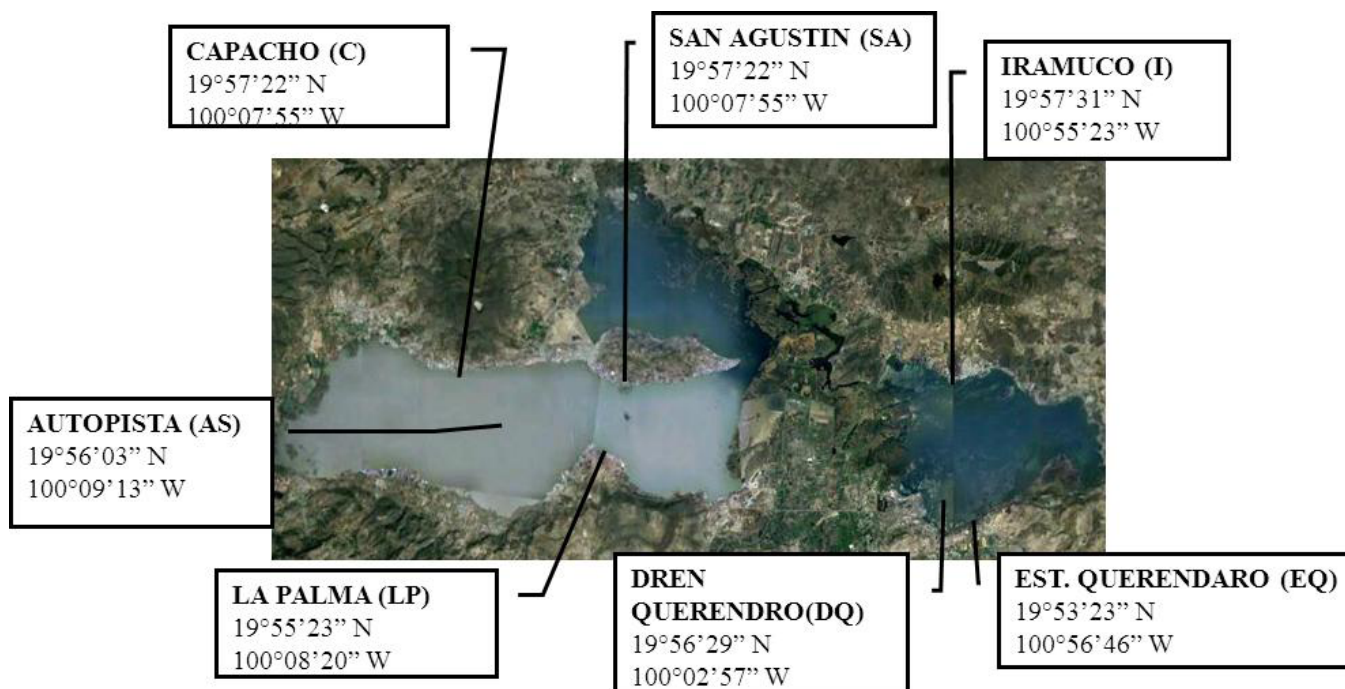 CAPACHO (C)
19°57’22” N
100°07’55” W
SAN AGUSTIN (SA)
19°57’22” N
100°07’55” W
IRAMUCO (I)
19°57’31” N
100°55’23” W
AUTOPISTA (AS)
19°56’03” N
100°09’13” W
LA PALMA (LP)
19°55’23” N
100°08’20” W
DREN
QUERENDRO(DQ)
19°56’29” N
100°02’57” W
EST. QUERENDARO (EQ)
19°53’23” N
100°56’46” W